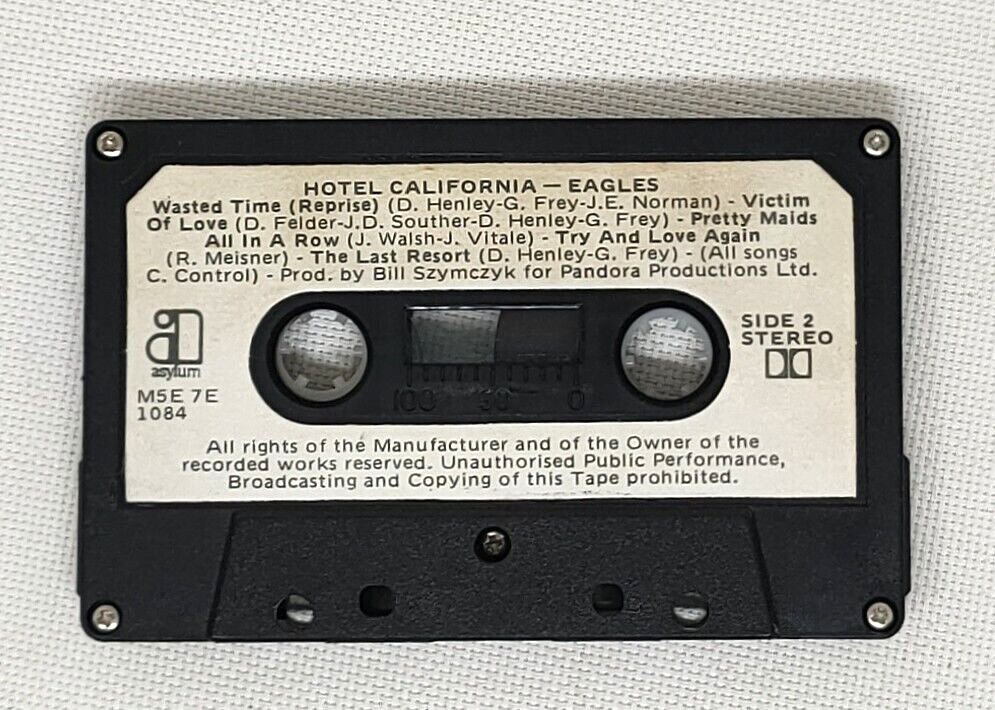 HOTEL CALIFORNIA — EAGLES
Wasted Time (Reprise) (D. Henley-G. Frey-J.E. Norman) - Victim
Of Love (D. Felder-J.D. Souther-D. Henley-G. Frey) - Pretty Maids
All In A Row (J. Walsh-J. Vitale) - Try And Love Again
(R. Meisner) - The Last Resort (D. Henley-G. Frey) - (All songs
C. Control) - Prod. by Bill Szymczyk for Pandora Productions Ltd.
asylum
M5E 7E
1084
100 50 0
SIDE 2
STEREO
All rights of the Manufacturer and of the Owner of the
recorded works reserved. Unauthorised Public Performance,
Broadcasting and Copying of this Tape prohibited.